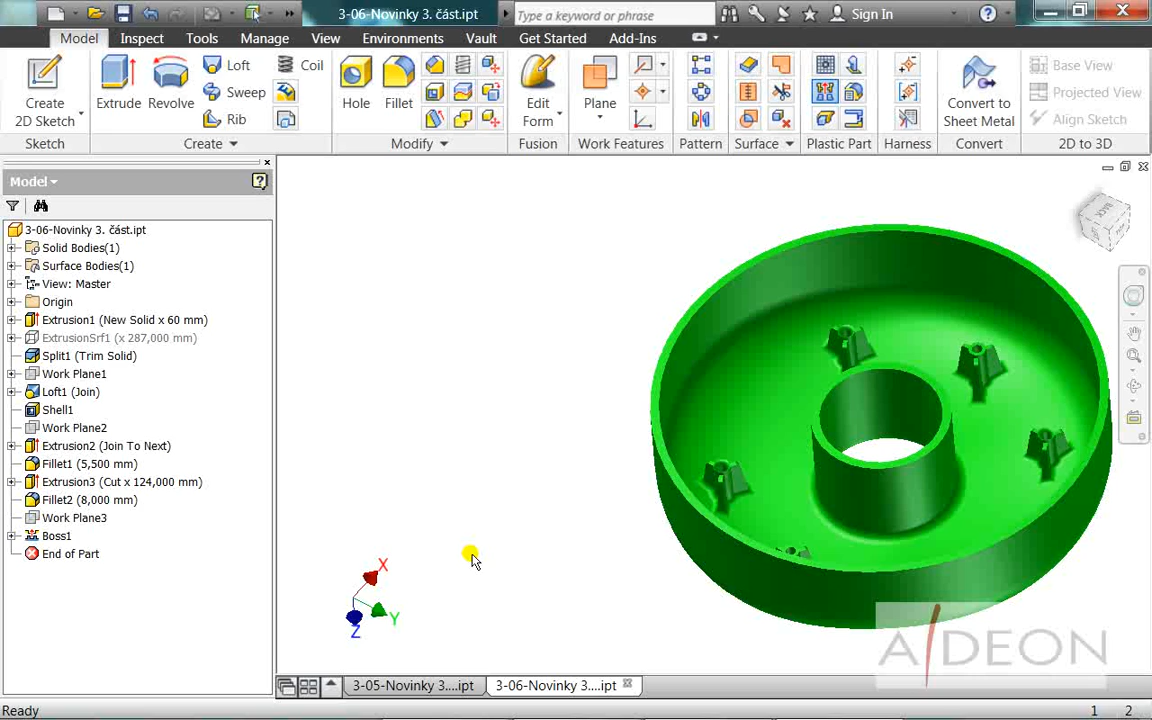 3-06-Novinky 3. část.ipt
Type a keyword or phrase
Sign In
Model Inspect Tools Manage View Environments Vault Get Started Add-Ins
Create 2D Sketch
Extrude
Revolve
Loft
Sweep
Rib
Coil
Hole
Fillet
Edit Form
Plane
Convert to Sheet Metal
Base View
Projected View
Align Sketch
Sketch Create Modify Fusion Work Features Pattern Surface Plastic Part Harness Convert 2D to 3D
Model
3-06-Novinky 3. část.ipt
Solid Bodies(1)
Surface Bodies(1)
View: Master
Origin
Extrusion1 (New Solid x 60 mm)
ExtrusionSrf1 (x 287,000 mm)
Split1 (Trim Solid)
Work Plane1
Loft1 (Join)
Shell1
Work Plane2
Extrusion2 (Join To Next)
Fillet1 (5,500 mm)
Extrusion3 (Cut x 124,000 mm)
Fillet2 (8,000 mm)
Work Plane3
Boss1
End of Part
BACK
X
Y
Z
AIDEON
3-05-Novinky 3....ipt
3-06-Novinky 3....ipt
Ready
1 2